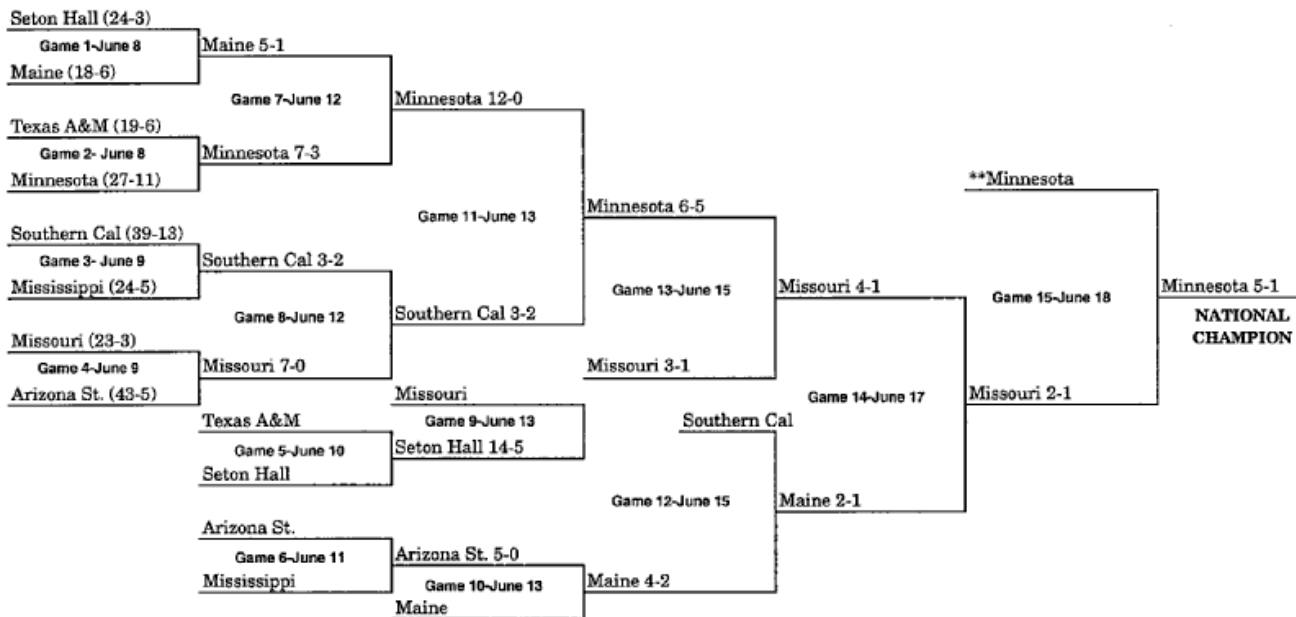 Seton Hall (24-3)
Game 1-June 8
Maine 5-1
Maine (18-6)
Game 7-June 12
Minnesota 12-0
Texas A&M (19-6)
Game 2- June 8
Minnesota 7-3
Minnesota (27-11)
**Minnesota
Game 11-June 13
Minnesota 6-5
Southern Cal (39-13)
Game 3- June 9
Southern Cal 3-2
Mississippi (24-5)
Game 13-June 15
Missouri 4-1
Game 15-June 18
Minnesota 5-1
NATIONAL
CHAMPION
Game 8-June 12
Southern Cal 3-2
Missouri (23-3)
Game 4-June 9
Missouri 7-0
Arizona St. (43-5)
Missouri 3-1
Missouri
Game 14-June 17
Missouri 2-1
Texas A&M
Game 9-June 13
Southern Cal
Game 5-June 10
Seton Hall 14-5
Seton Hall
Game 12-June 15
Maine 2-1
Arizona St.
Game 6-June 11
Arizona St. 5-0
Mississippi
Game 10-June 13
Maine 4-2
Maine